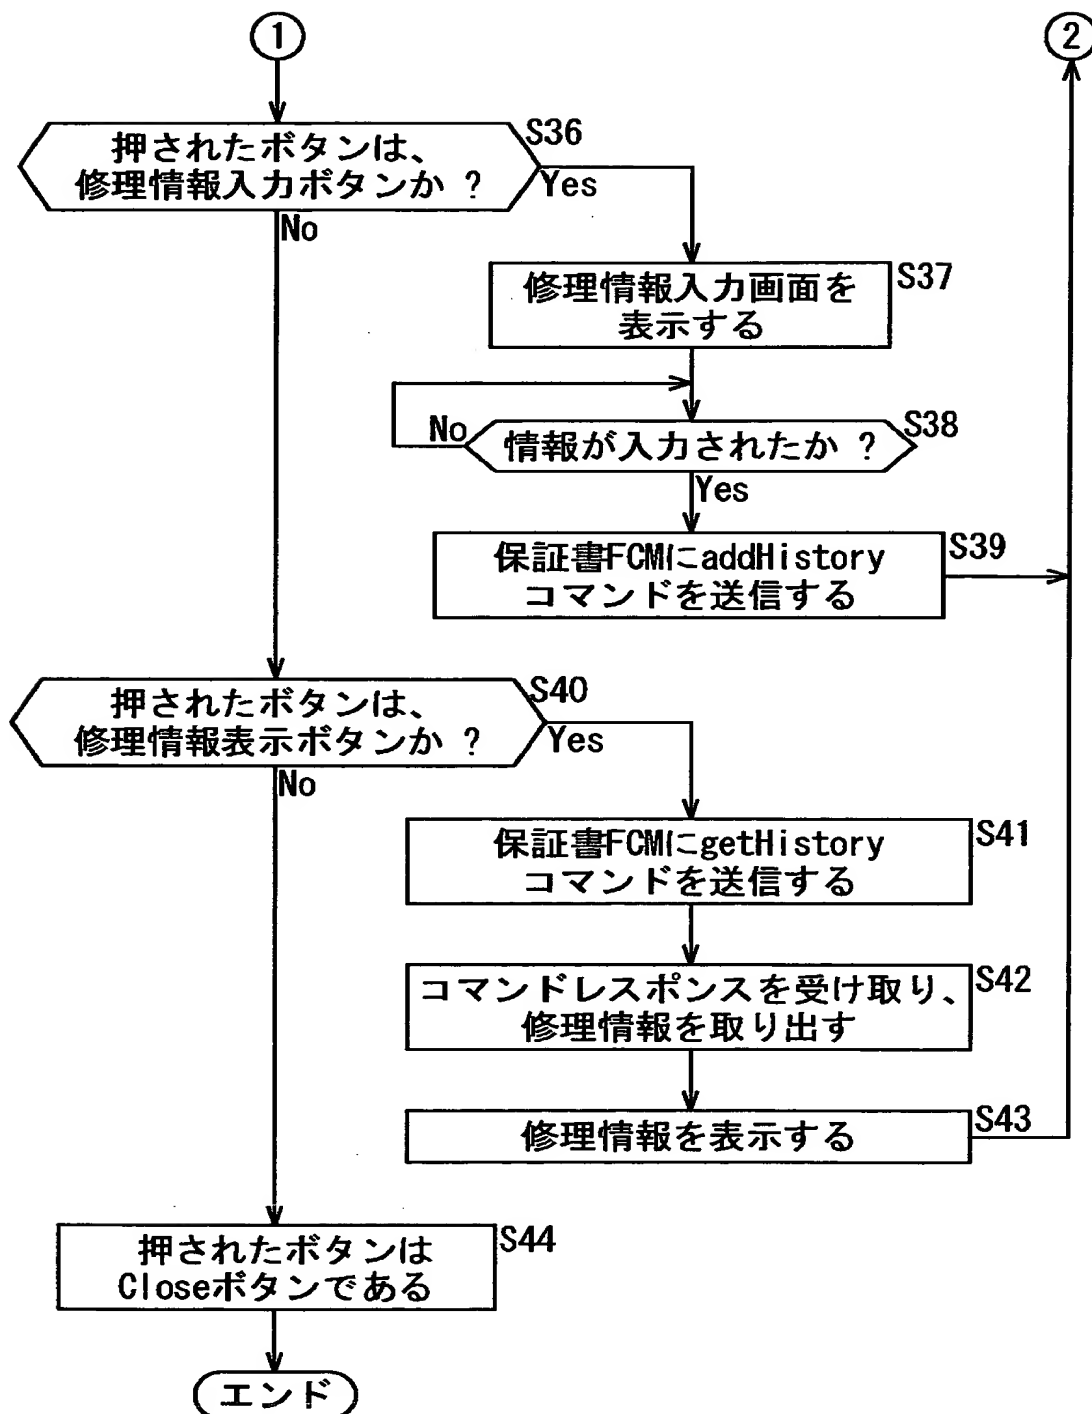 1
2
押されたボタンは、
修理情報入力ボタンか ?
S36
Yes
No
修理情報入力画面を
表示する
S37
No
情報が入力されたか ?
S38
Yes
保証書FCMにaddHistory
コマンドを送信する
S39
押されたボタンは、
修理情報表示ボタンか ?
S40
Yes
No
保証書FCMにgetHistory
コマンドを送信する
S41
コマンドレスポンスを受け取り、
修理情報を取り出す
S42
修理情報を表示する
S43
押されたボタンは
Closeボタンである
S44
エンド